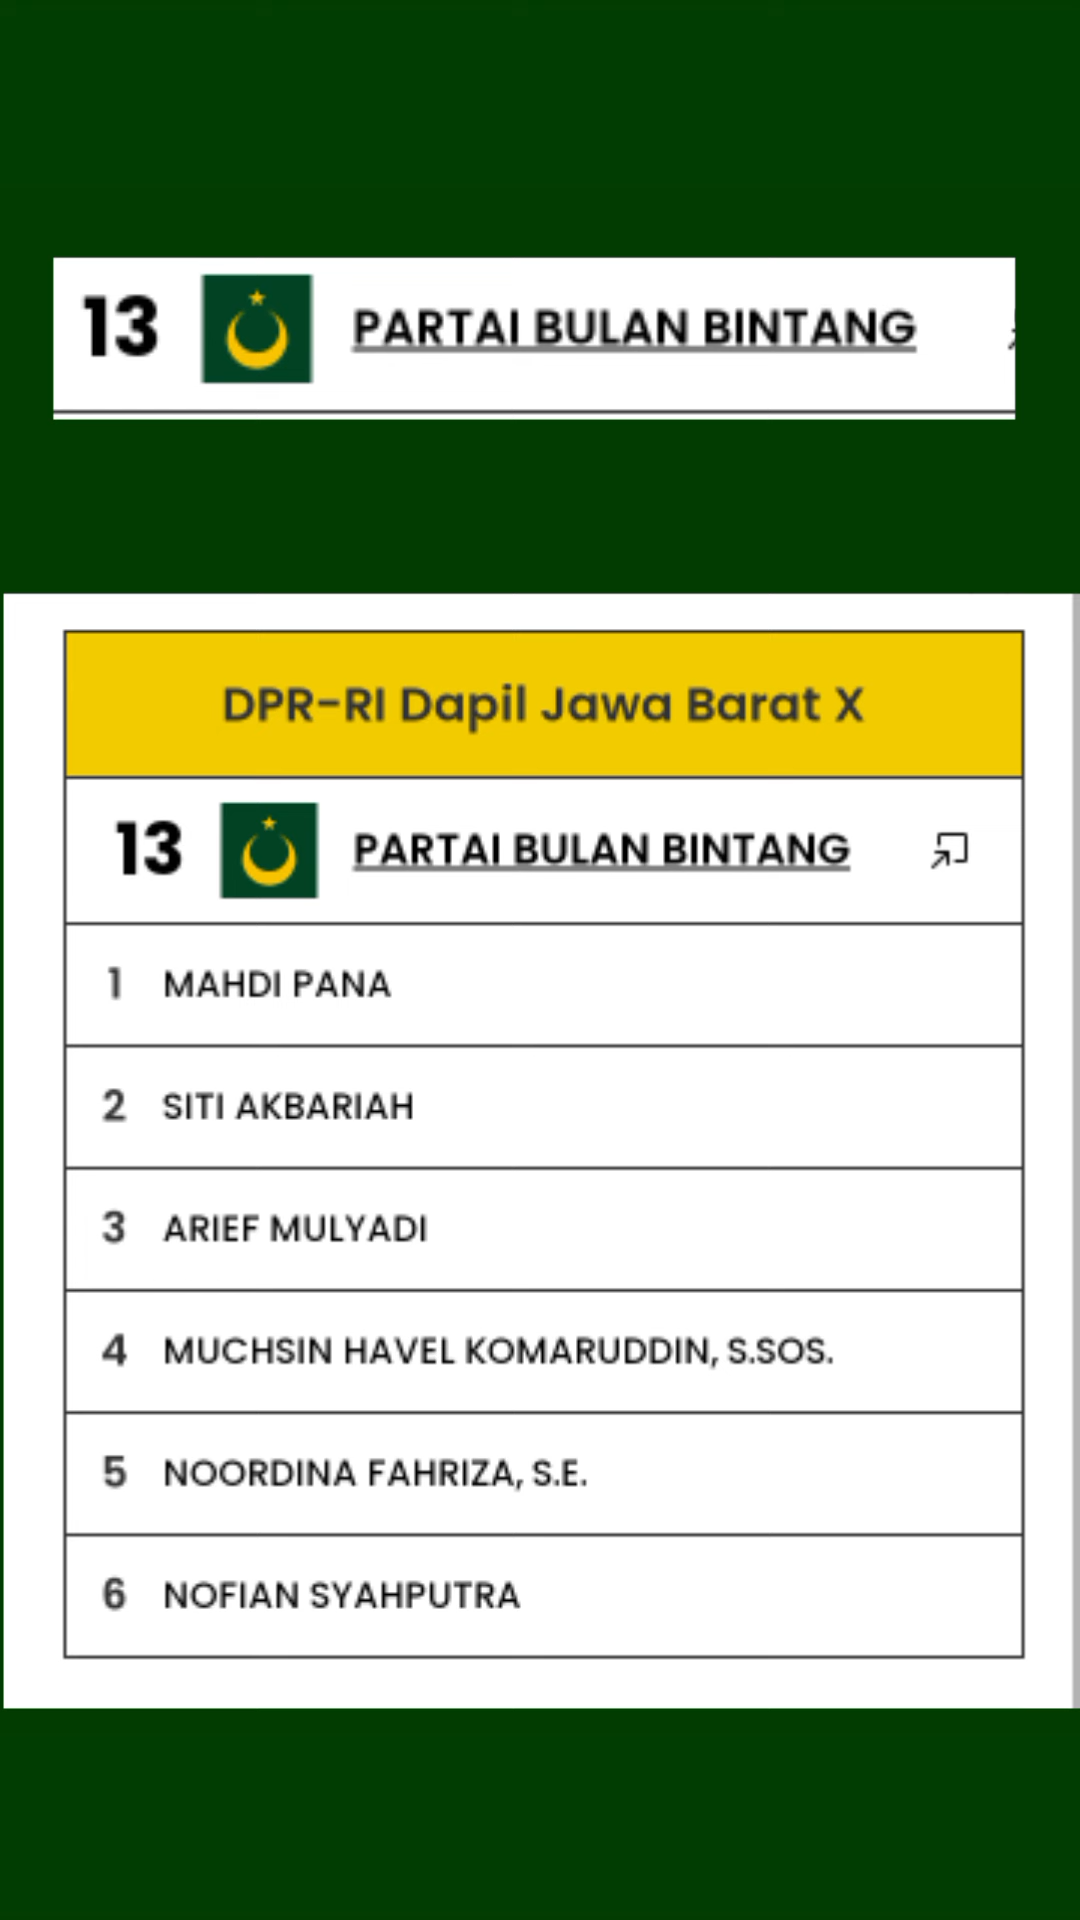 13 PARTAI BULAN BINTANG
DPR-RI Dapil Jawa Barat X
13 PARTAI BULAN BINTANG
1 MAHDI PANA
2 SITI AKBARIAH
3 ARIEF MULYADI
4 MUCHSIN HAVEL KOMARUDDIN, S.SOS.
5 NOORDINA FAHRIZA, S.E.
6 NOFIAN SYAHPUTRA